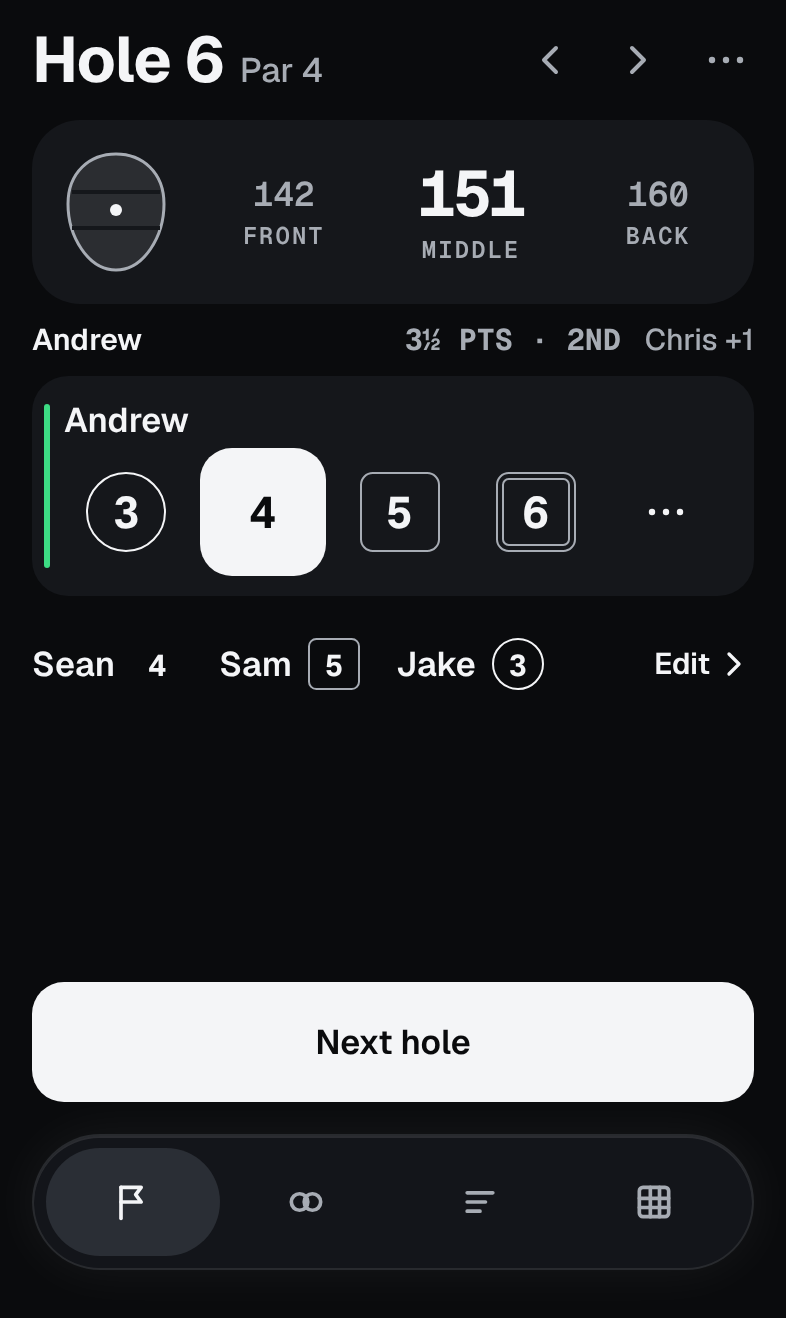 Hole 6 Par 4
142 151 160
FRONT MIDDLE BACK
Andrew 3½ PTS · 2ND Chris +1
Andrew
3 4 5 6 ...
Sean 4 Sam 5 Jake 3 Edit
Next hole